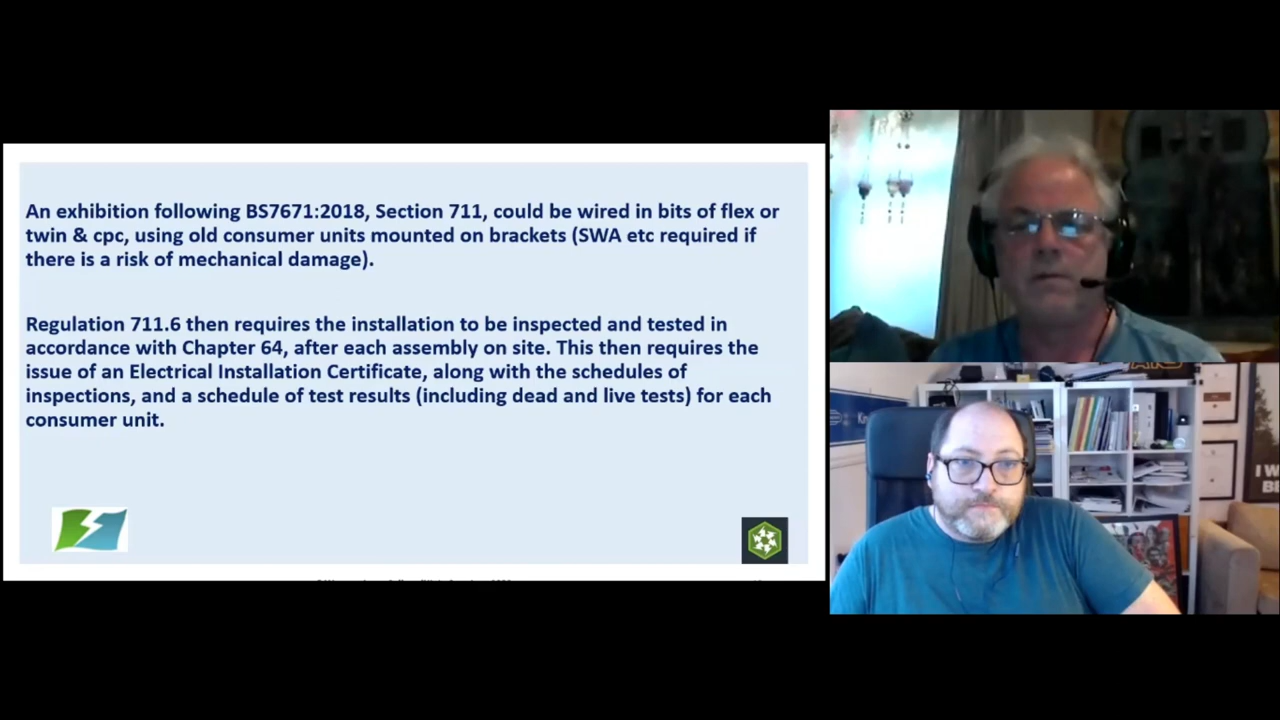 An exhibition following BS7671:2018, Section 711, could be wired in bits of flex or
twin & cpc, using old consumer units mounted on brackets (SWA etc required if
there is a risk of mechanical damage).
Regulation 711.6 then requires the installation to be inspected and tested in
accordance with Chapter 64, after each assembly on site. This then requires the
issue of an Electrical Installation Certificate, along with the schedules of
inspections, and a schedule of test results (including dead and live tests) for each
consumer unit.
I W